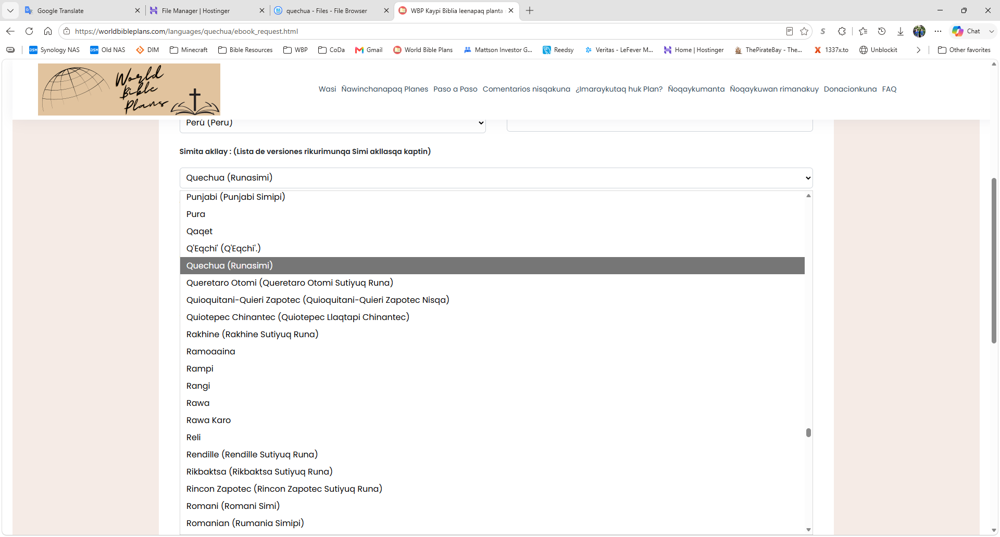 Google Translate
File Manager | Hostinger
quechua - Files - File Browser
WBP Kaypi Biblia leenapaq planta
https://worldbibleplans.com/languages/quechua/ebook_request.html
Chat
Synology NAS
Old NAS
DIM
Minecraft
Bible Resources
WBP
CoDa
Gmail
World Bible Plans
Mattson Investor G...
Reedsy
Veritas - LeFever M...
Home | Hostinger
ThePirateBay - The...
1337x.to
Unblockit
Other favorites
World
Bible
Plans
Wasi
Ñawinchanapaq Planes
Paso a Paso
Comentarios nisqakuna
¿Imaraykutaq huk Plan?
Ñoqaykumanta
Ñoqaykuwan rimanakuy
Donacionkuna
FAQ
Perú (Peru)
Simita akllay : (Lista de versiones rikurimunqa Simi akllasqa kaptin)
Quechua (Runasimi)
Punjabi (Punjabi Simipi)
Pura
Qaqet
Q'Eqchi' (Q'Eqchi'.)
Quechua (Runasimi)
Queretaro Otomi (Queretaro Otomi Sutiyuq Runa)
Quioquitani-Quieri Zapotec (Quioquitani-Quieri Zapotec Nisqa)
Quiotepec Chinantec (Quiotepec Llaqtapi Chinantec)
Rakhine (Rakhine Sutiyuq Runa)
Ramoaaina
Rampi
Rangi
Rawa
Rawa Karo
Reli
Rendille (Rendille Sutiyuq Runa)
Rikbaktsa (Rikbaktsa Sutiyuq Runa)
Rincon Zapotec (Rincon Zapotec Sutiyuq Runa)
Romani (Romani Simi)
Romanian (Rumania Simipi)